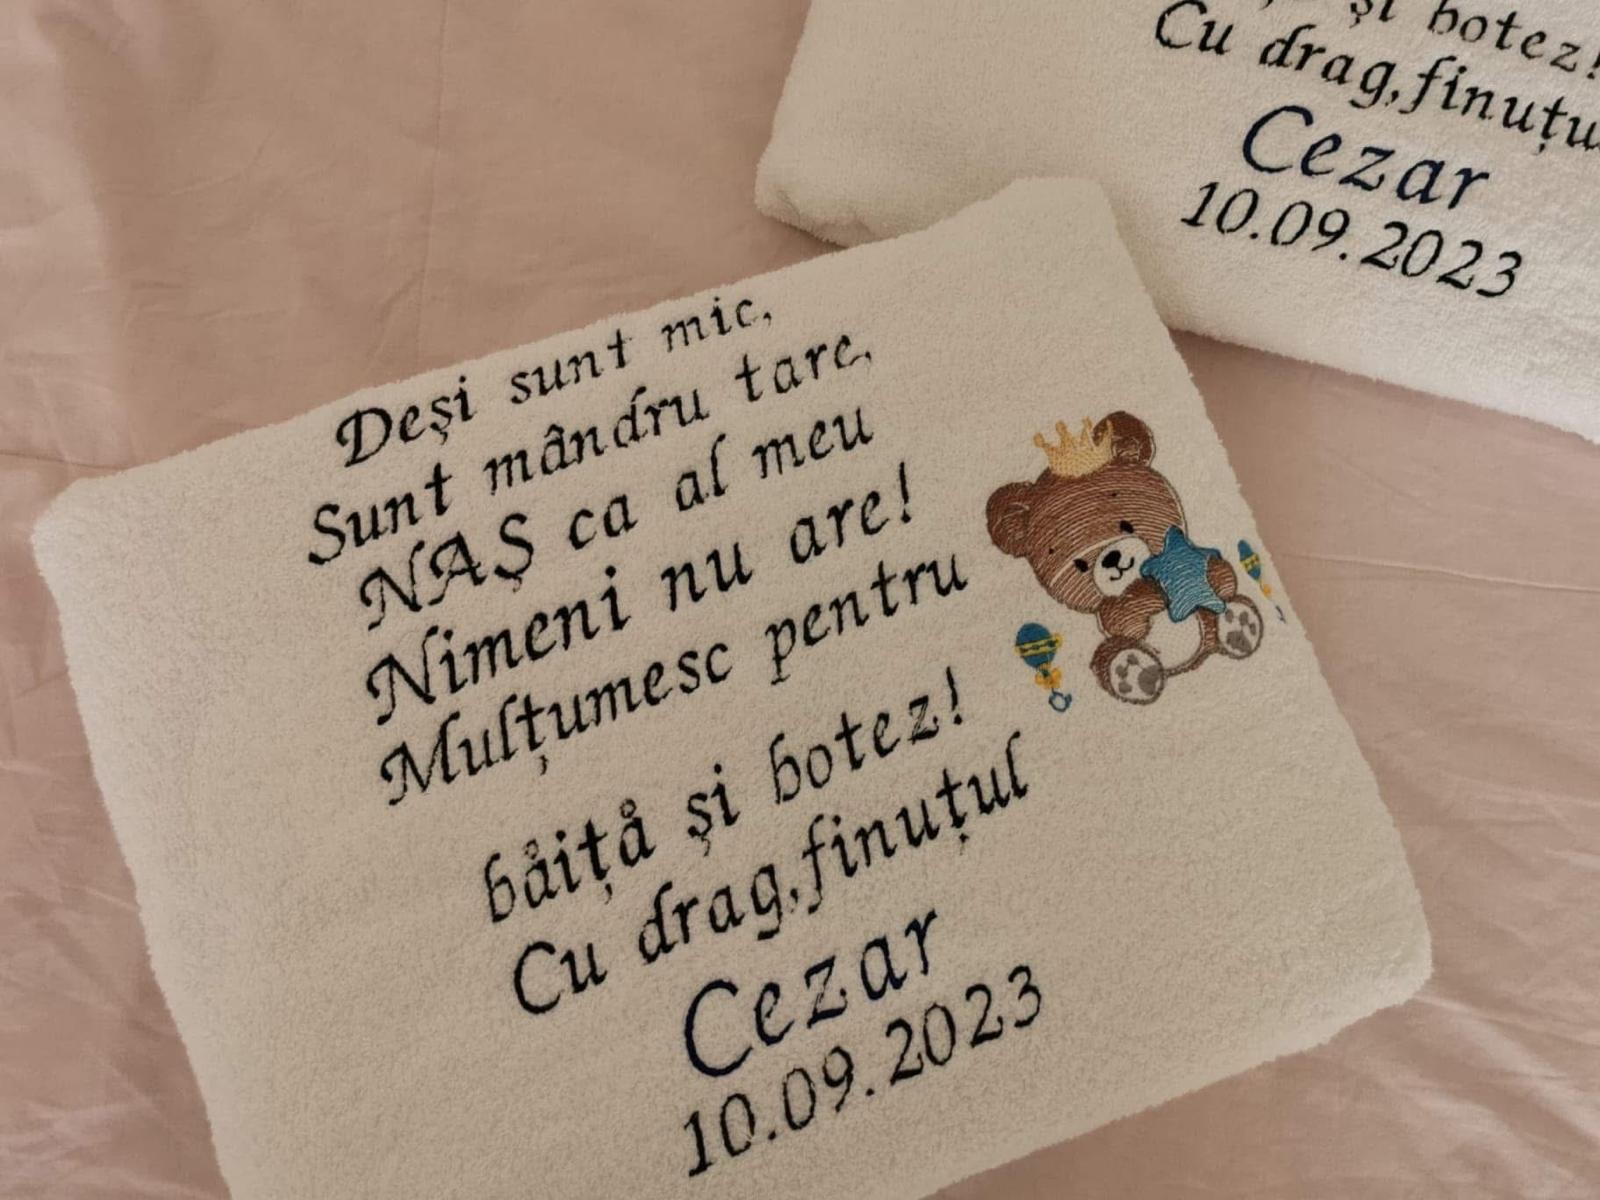 Deși sunt mic,
Sunt mândru tare,
NAȘ ca al meu
Nimeni nu are!
Mulțumesc pentru
båiță și botez!
Cu drag,finuțul
Cezar
10.09.2023
și botez!
Cu drag,finuțu
Cezar
10.09.2023